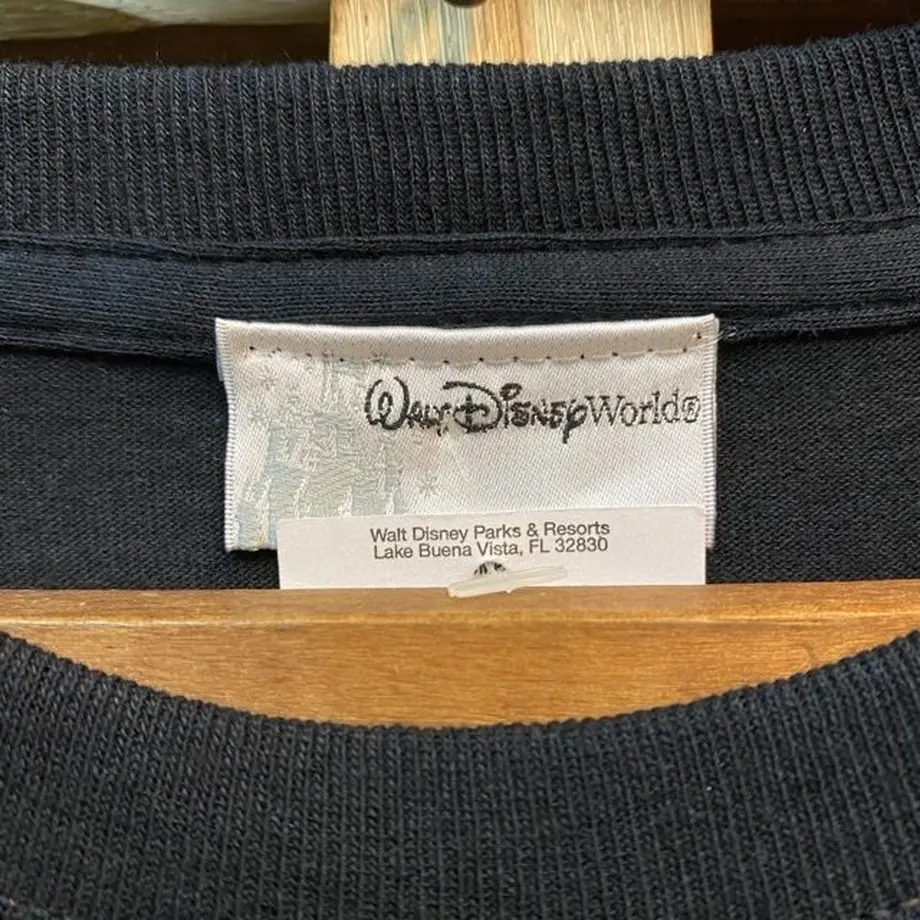 Walt Disney World®
Walt Disney Parks & Resorts
Lake Buena Vista, FL 32830